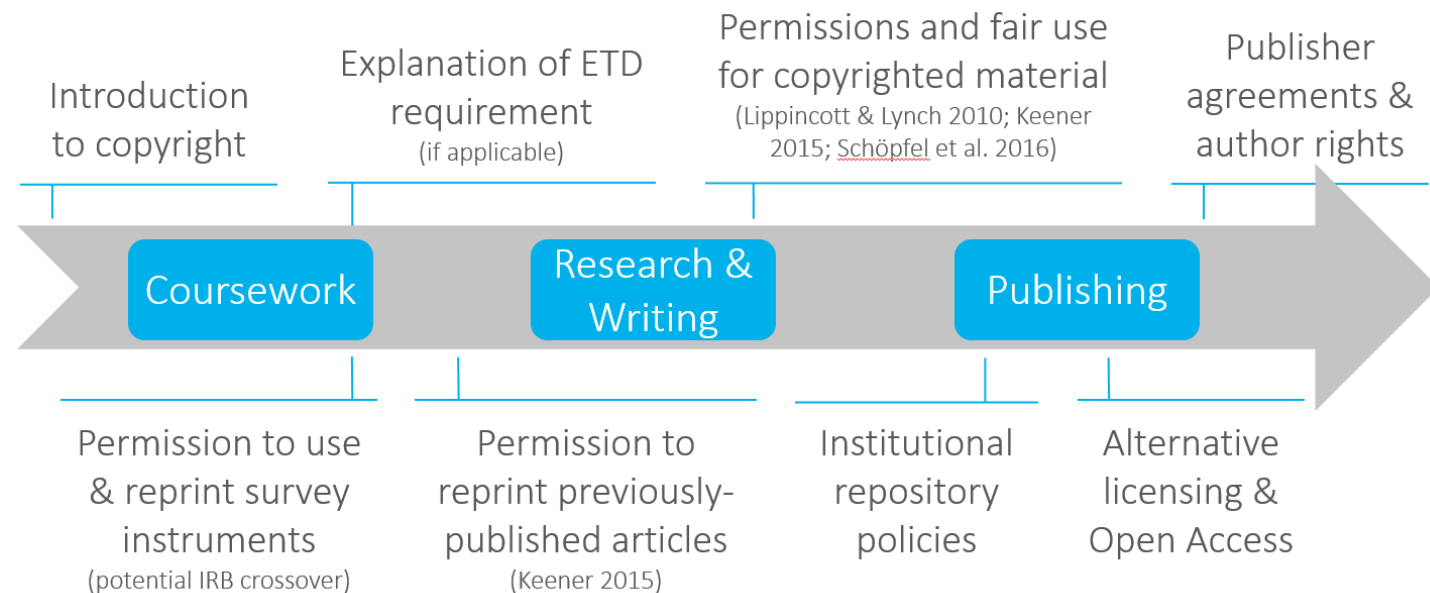 Introduction
to copyright
Explanation of ETD
requirement
(if applicable)
Permissions and fair use
for copyrighted material
(Lippincott & Lynch 2010; Keener
2015; Schöpfel et al. 2016)
Publisher
agreements &
author rights
Coursework
Research &
Writing
Publishing
Permission to use
& reprint survey
instruments
(potential IRB crossover)
Permission to
reprint previously-
published articles
(Keener 2015)
Institutional
repository
policies
Alternative
licensing &
Open Access